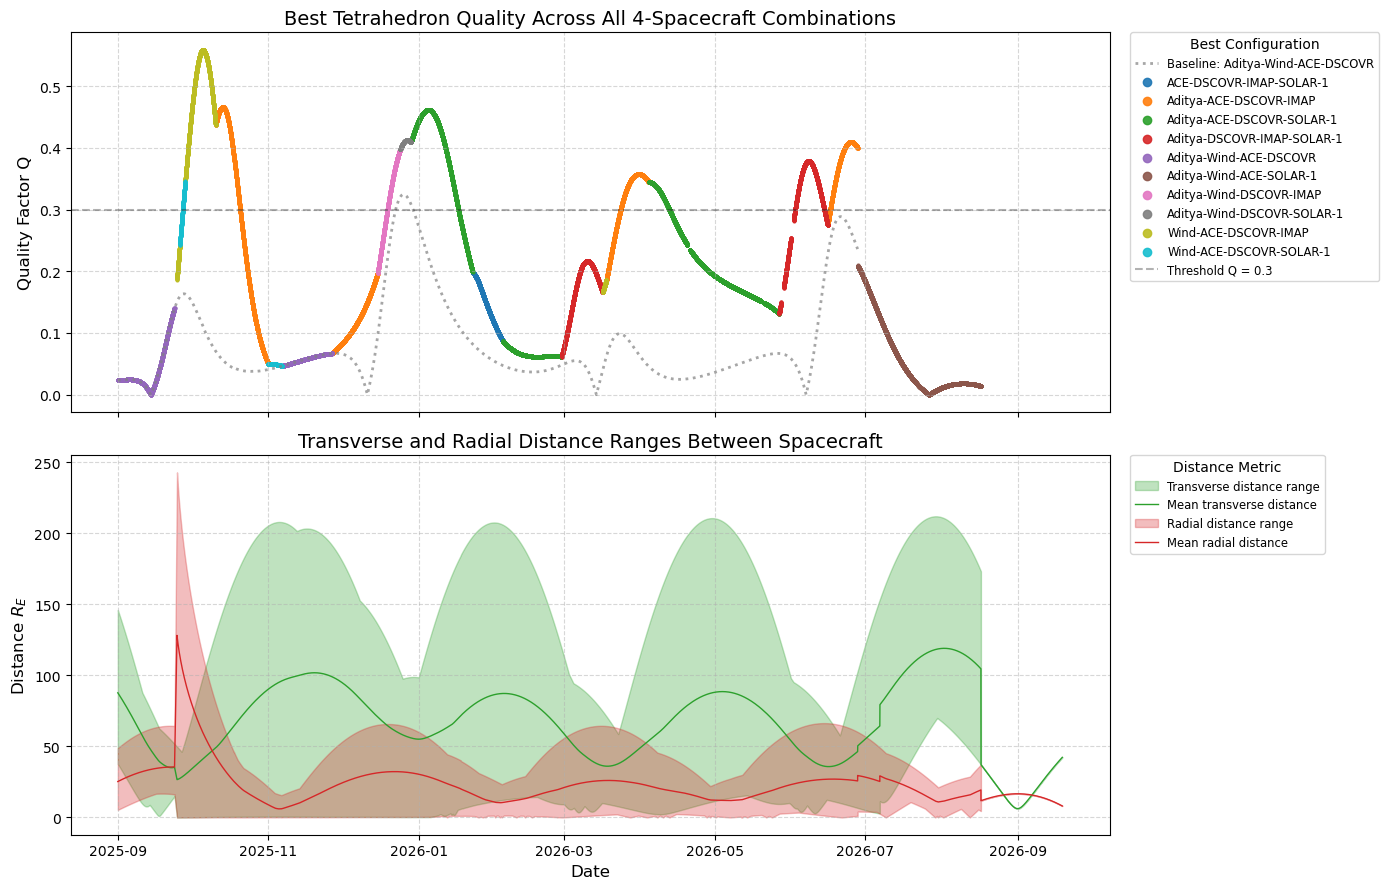 Best Tetrahedron Quality Across All 4-Spacecraft Combinations
Quality Factor Q
0.5
0.4
0.3
0.2
0.1
0.0
Best Configuration
Baseline: Aditya-Wind-ACE-DSCOVR
ACE-DSCOVR-IMAP-SOLAR-1
Aditya-ACE-DSCOVR-IMAP
Aditya-ACE-DSCOVR-SOLAR-1
Aditya-DSCOVR-IMAP-SOLAR-1
Aditya-Wind-ACE-DSCOVR
Aditya-Wind-ACE-SOLAR-1
Aditya-Wind-DSCOVR-IMAP
Aditya-Wind-DSCOVR-SOLAR-1
Wind-ACE-DSCOVR-IMAP
Wind-ACE-DSCOVR-SOLAR-1
Threshold Q = 0.3
Transverse and Radial Distance Ranges Between Spacecraft
Distance R_E
250
200
150
100
50
0
2025-09
2025-11
2026-01
2026-03
2026-05
2026-07
2026-09
Date
Distance Metric
Transverse distance range
Mean transverse distance
Radial distance range
Mean radial distance